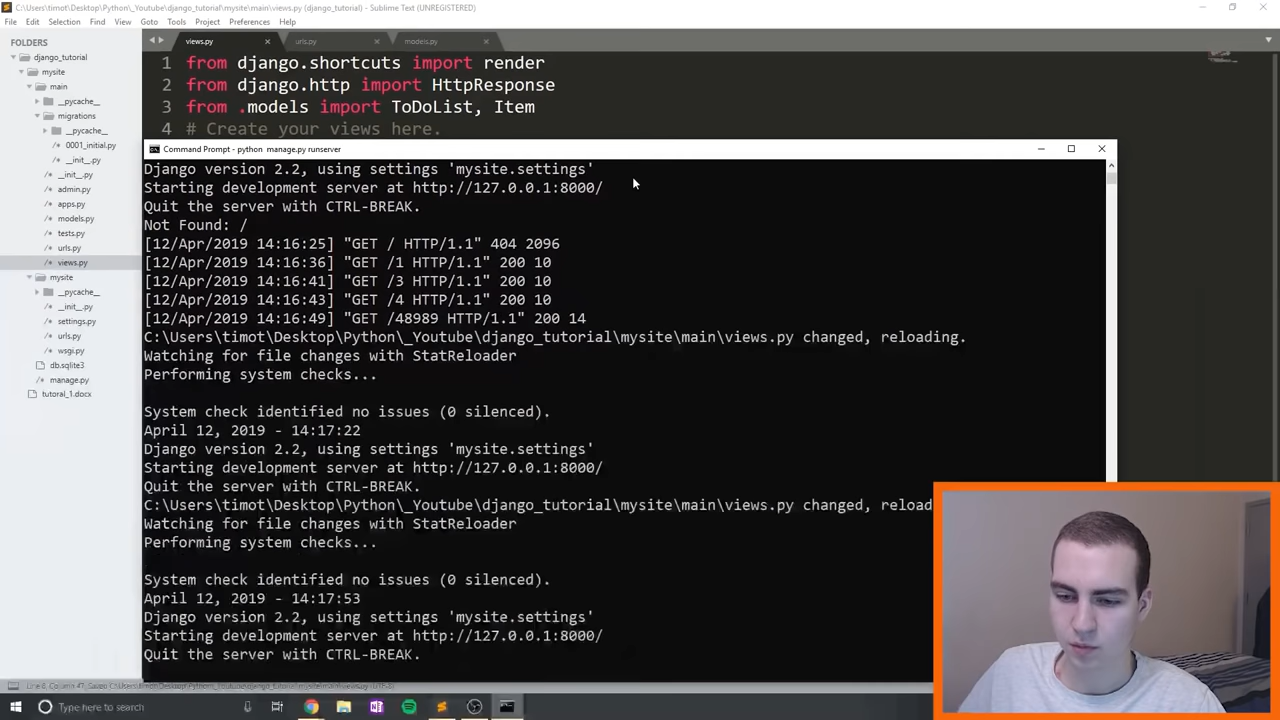 C:\Users\timot\Desktop\Python\_Youtube\django_tutorial\mysite\main\views.py (django_tutorial) - Sublime Text (UNREGISTERED)
File Edit Selection Find View Goto Tools Project Preferences Help
FOLDERS
django_tutorial
mysite
main
__pycache__
migrations
__pycache__
0001_initial.py
__init__.py
__init__.py
admin.py
apps.py
models.py
tests.py
urls.py
views.py
mysite
__pycache__
__init__.py
settings.py
urls.py
wsgi.py
db.sqlite3
manage.py
tutoral_1.docx
views.py urls.py models.py
1 from django.shortcuts import render
2 from django.http import HttpResponse
3 from .models import ToDoList, Item
4 # Create your views here.
Command Prompt - python manage.py runserver
Django version 2.2, using settings 'mysite.settings'
Starting development server at http://127.0.0.1:8000/
Quit the server with CTRL-BREAK.
Not Found: /
[12/Apr/2019 14:16:25] "GET / HTTP/1.1" 404 2096
[12/Apr/2019 14:16:36] "GET /1 HTTP/1.1" 200 10
[12/Apr/2019 14:16:41] "GET /3 HTTP/1.1" 200 10
[12/Apr/2019 14:16:43] "GET /4 HTTP/1.1" 200 10
[12/Apr/2019 14:16:49] "GET /48989 HTTP/1.1" 200 14
C:\Users\timot\Desktop\Python\_Youtube\django_tutorial\mysite\main\views.py changed, reloading.
Watching for file changes with StatReloader
Performing system checks...
System check identified no issues (0 silenced).
April 12, 2019 - 14:17:22
Django version 2.2, using settings 'mysite.settings'
Starting development server at http://127.0.0.1:8000/
Quit the server with CTRL-BREAK.
C:\Users\timot\Desktop\Python\_Youtube\django_tutorial\mysite\main\views.py changed, reload
Watching for file changes with StatReloader
Performing system checks...
System check identified no issues (0 silenced).
April 12, 2019 - 14:17:53
Django version 2.2, using settings 'mysite.settings'
Starting development server at http://127.0.0.1:8000/
Quit the server with CTRL-BREAK.
Type here to search